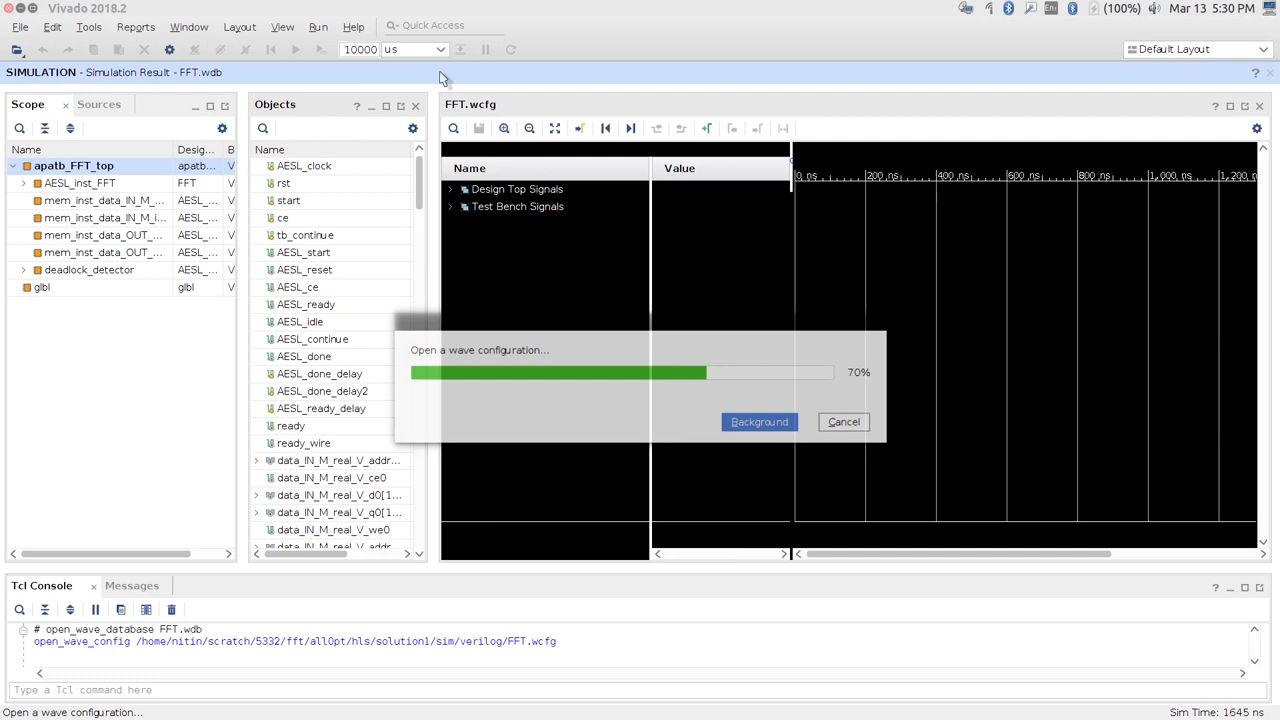 Vivado 2018.2
En
(100%)
Mar 13 5:30 PM
File Edit Tools Reports Window Layout View Run Help
Quick Access
10000 us
Default Layout
SIMULATION - Simulation Result - FFT.wdb
Scope Sources
Name Desig... B
apatb_FFT_top apatb... V
AESL_inst_FFT FFT V
mem_inst_data_IN_M_... AESL_... V
mem_inst_data_IN_M_i... AESL_... V
mem_inst_data_OUT_... AESL_... V
mem_inst_data_OUT_... AESL_... V
deadlock_detector AESL_... V
glbl glbl V
Objects
Name
AESL_clock
rst
start
ce
tb_continue
AESL_start
AESL_reset
AESL_ce
AESL_ready
AESL_idle
AESL_continue
AESL_done
AESL_done_delay
AESL_done_delay2
AESL_ready_delay
ready
ready_wire
data_IN_M_real_V_addr...
data_IN_M_real_V_ce0
data_IN_M_real_V_d0[1...
data_IN_M_real_V_q0[1...
data_IN_M_real_V_we0
data_IN_M_real_V_addr
FFT.wcfg
Name Value
Design Top Signals
Test Bench Signals
0 ns 200 ns 400 ns 600 ns 800 ns 1,000 ns 1,200 n
Open a wave configuration...
70%
Background Cancel
Tcl Console Messages
# open_wave_database FFT.wdb
open_wave_config /home/nitin/scratch/5332/fft/allOpt/hls/solution1/sim/verilog/FFT.wcfg
Type a Tcl command here
Open a wave configuration...
Sim Time: 1645 ns